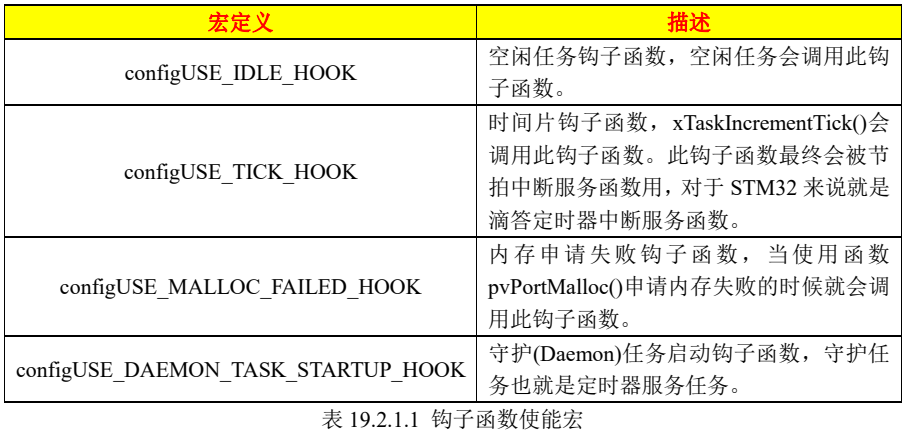 宏定义
描述
configUSE_IDLE_HOOK
空闲任务钩子函数，空闲任务会调用此钩
子函数。
configUSE_TICK_HOOK
时间片钩子函数，xTaskIncrementTick()会
调用此钩子函数。此钩子函数最终会被节
拍中断服务函数用，对于 STM32 来说就是
滴答定时器中断服务函数。
configUSE_MALLOC_FAILED_HOOK
内存申请失败钩子函数，当使用函数
pvPortMalloc()申请内存失败的时候就会调
用此钩子函数。
configUSE_DAEMON_TASK_STARTUP_HOOK
守护(Daemon)任务启动钩子函数，守护任
务也就是定时器服务任务。
表 19.2.1.1 钩子函数使能宏